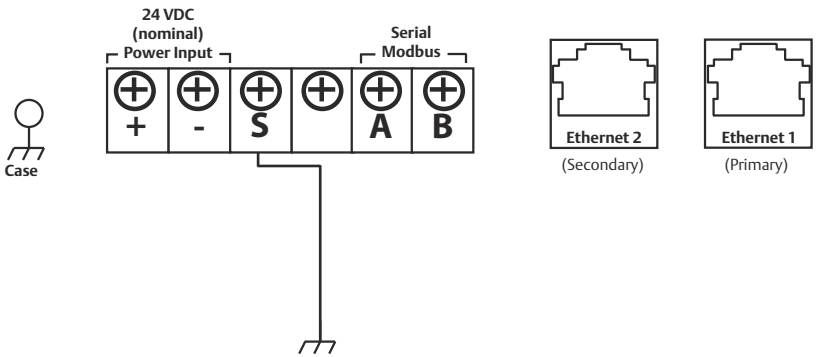 24 VDC
(nominal)
Power Input
Serial
Modbus
+ - S A B
Case
Ethernet 2
(Secondary)
Ethernet 1
(Primary)